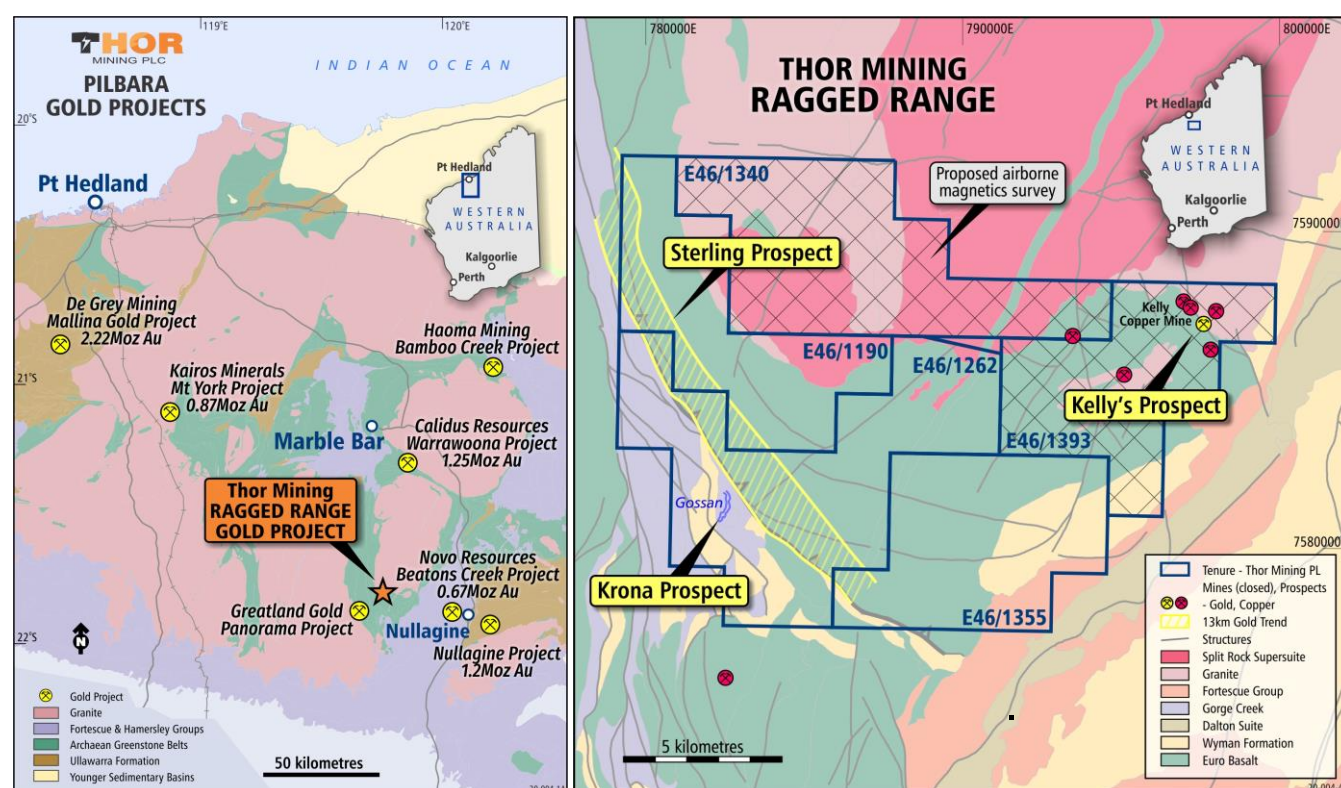 THOR
MINING PLC
PILBARA
GOLD PROJECTS
119°E
120°E
INDIAN OCEAN
20°S
21°S
22°S
Pt Hedland
Pt Hedland
WESTERN
AUSTRALIA
Kalgoorlie
Perth
De Grey Mining
Mallina Gold Project
2.22Moz Au
Haoma Mining
Bamboo Creek Project
Kairos Minerals
Mt York Project
0.87Moz Au
Marble Bar
Calidus Resources
Warrawoona Project
1.25Moz Au
Thor Mining
RAGGED RANGE
GOLD PROJECT
Novo Resources
Beatons Creek Project
0.67Moz Au
Greatland Gold
Panorama Project
Nullagine
Nullagine Project
1.2Moz Au
N
Gold Project
Granite
Fortescue & Hamersley Groups
Archaean Greenstone Belts
Ullawarra Formation
Younger Sedimentary Basins
50 kilometres
780000E
790000E
800000E
THOR MINING
RAGGED RANGE
Pt Hedland
WESTERN
AUSTRALIA
Kalgoorlie
Perth
7590000
7580000
E46/1340
Proposed airborne
magnetics survey
Sterling Prospect
Kelly
Copper Mine
E46/1190
E46/1262
Kelly's Prospect
E46/1393
Gossan
Krona Prospect
E46/1355
5 kilometres
Tenure - Thor Mining PL
Mines (closed), Prospects
- Gold, Copper
13km Gold Trend
Structures
Split Rock Supersuite
Granite
Fortescue Group
Gorge Creek
Dalton Suite
Wyman Formation
Euro Basalt